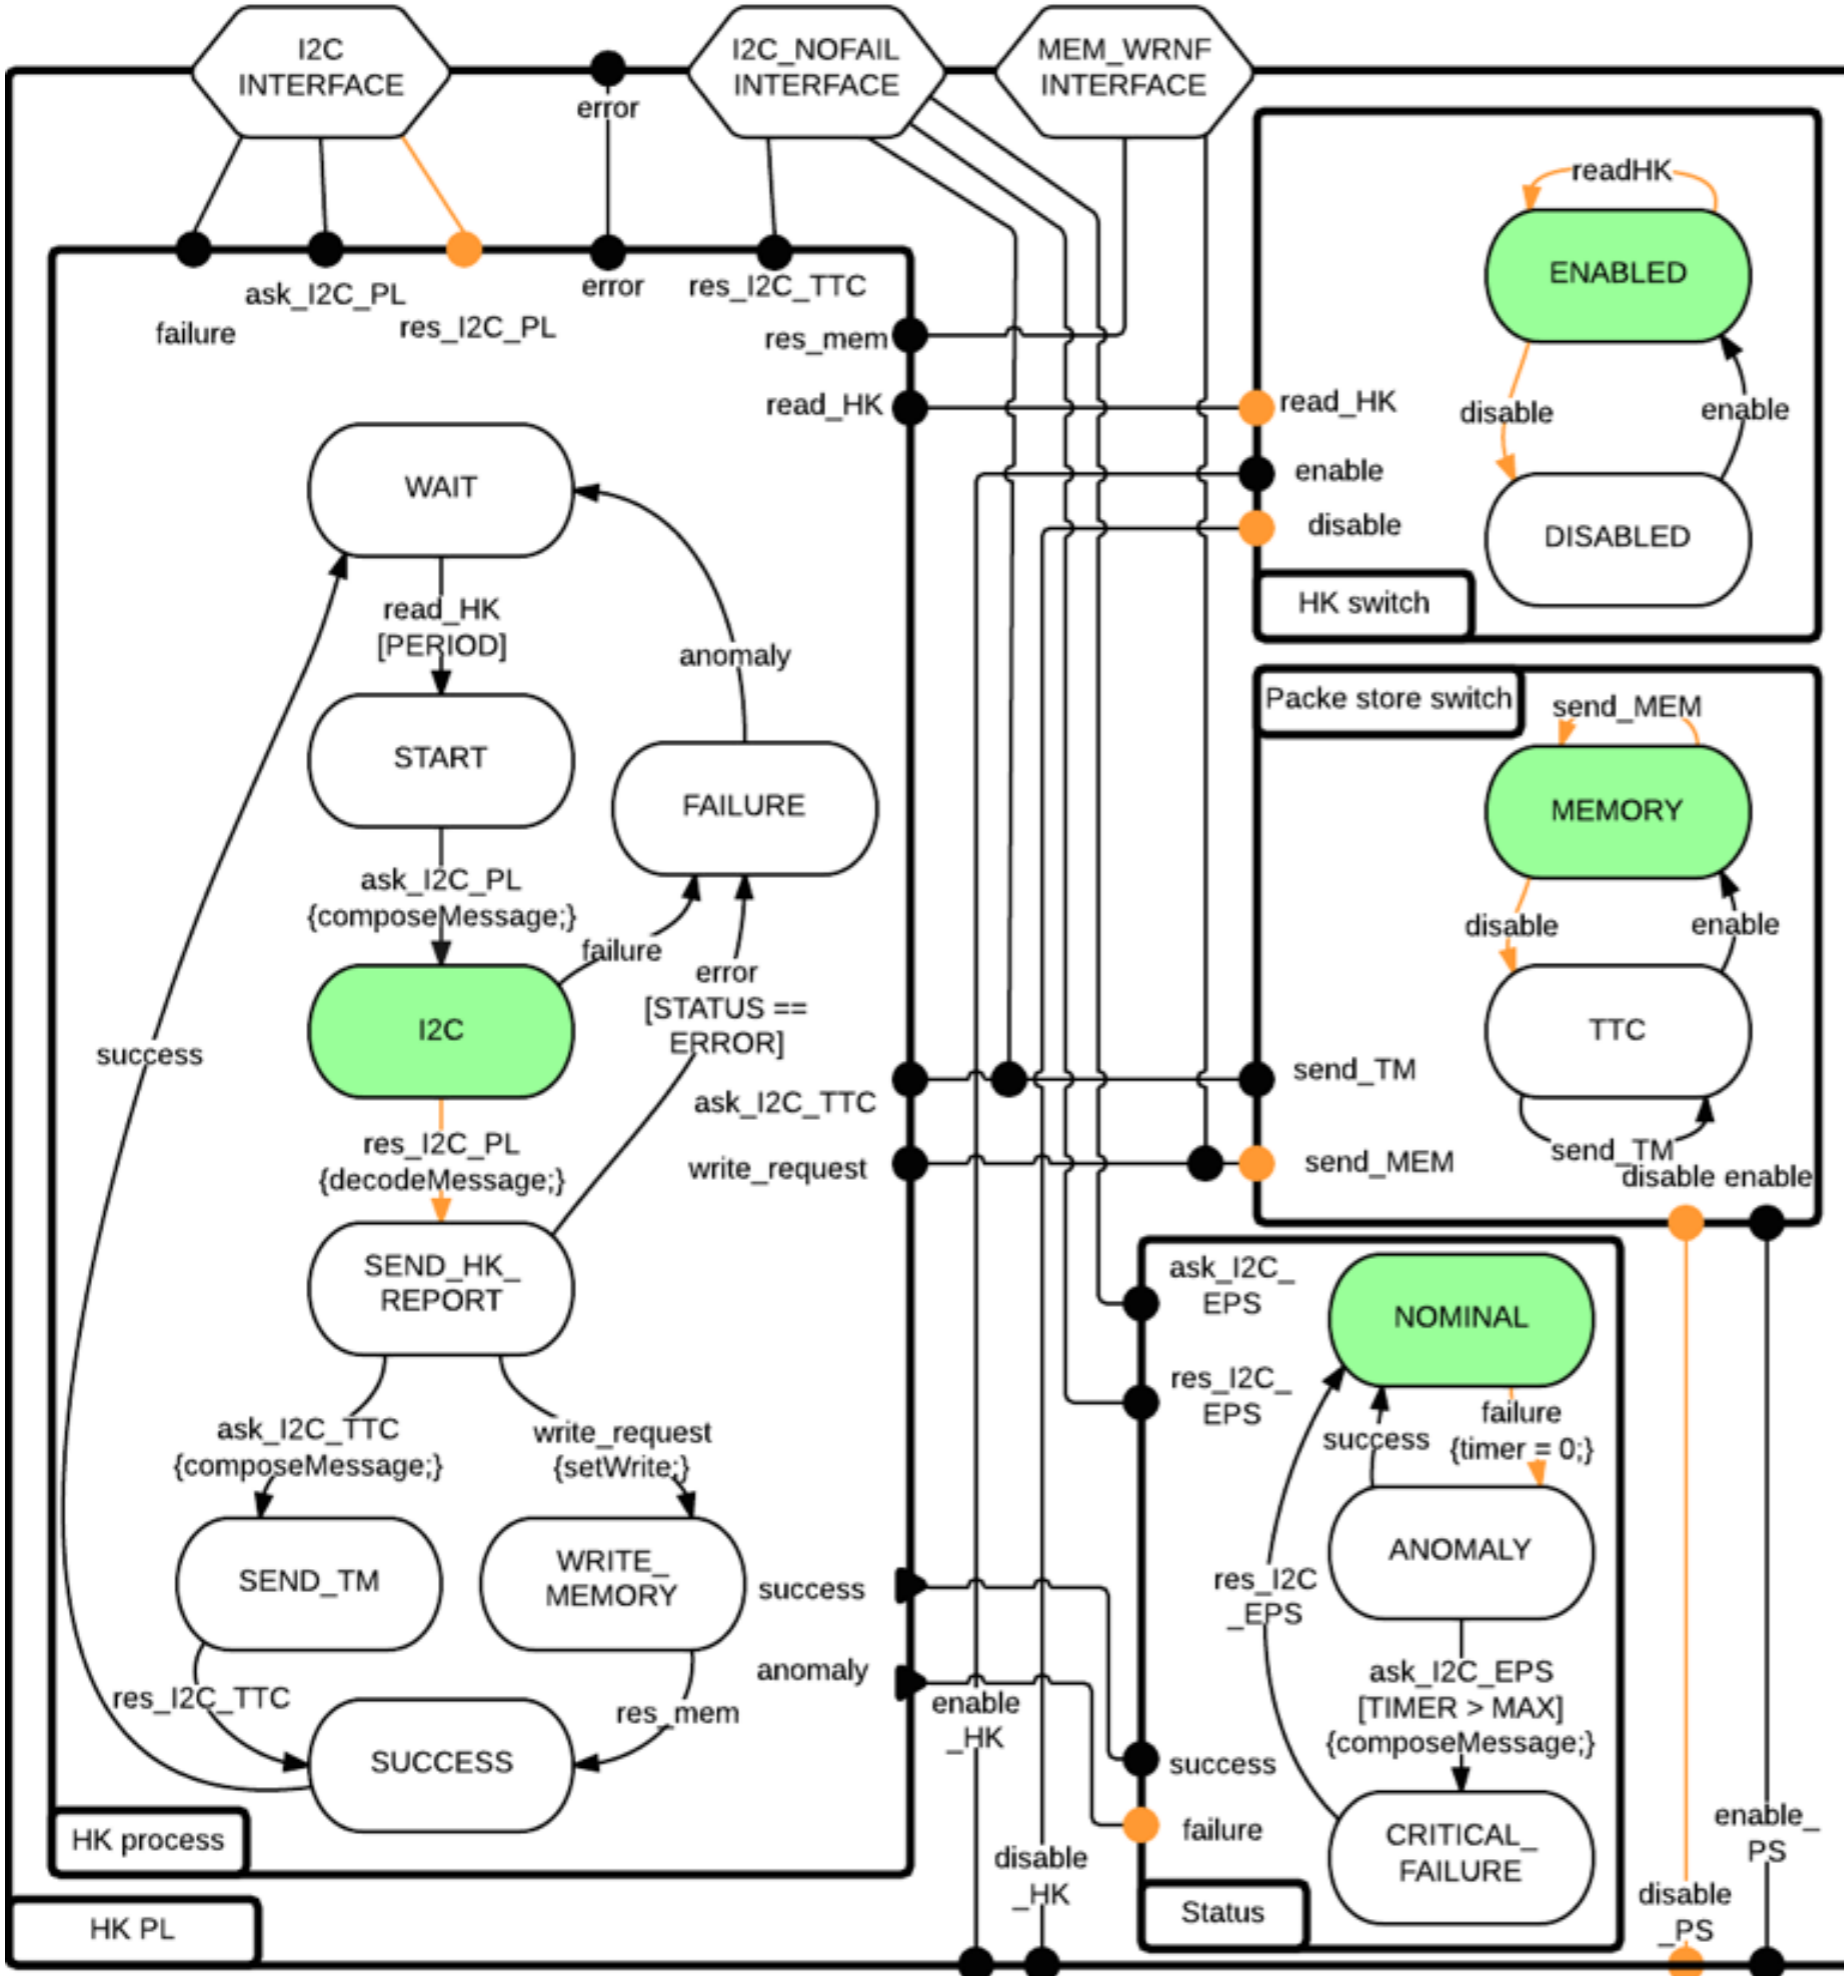 I2C
INTERFACE
error
I2C_NOFAIL
INTERFACE
MEM_WRNF
INTERFACE
failure
ask_I2C_PL
res_I2C_PL
error
res_I2C_TTC
res_mem
read_HK
WAIT
read_HK
[PERIOD]
START
ask_I2C_PL
{composeMessage;}
I2C
failure
FAILURE
anomaly
error
[STATUS ==
ERROR]
success
res_I2C_PL
{decodeMessage;}
SEND_HK_
REPORT
ask_I2C_TTC
{composeMessage;}
write_request
{setWrite;}
SEND_TM
WRITE_
MEMORY
res_I2C_TTC
res_mem
SUCCESS
ask_I2C_TTC
write_request
success
anomaly
HK process
HK PL
enable
_HK
disable
_HK
readHK
ENABLED
disable
enable
DISABLED
read_HK
enable
disable
HK switch
Packe store switch
send_MEM
MEMORY
disable
enable
TTC
send_TM
send_TM
send_MEM
disable enable
ask_I2C_
EPS
res_I2C_
EPS
NOMINAL
success
failure
{timer = 0;}
ANOMALY
res_I2C
_EPS
ask_I2C_EPS
[TIMER > MAX]
{composeMessage;}
CRITICAL_
FAILURE
success
failure
Status
disable
_PS
enable_
PS